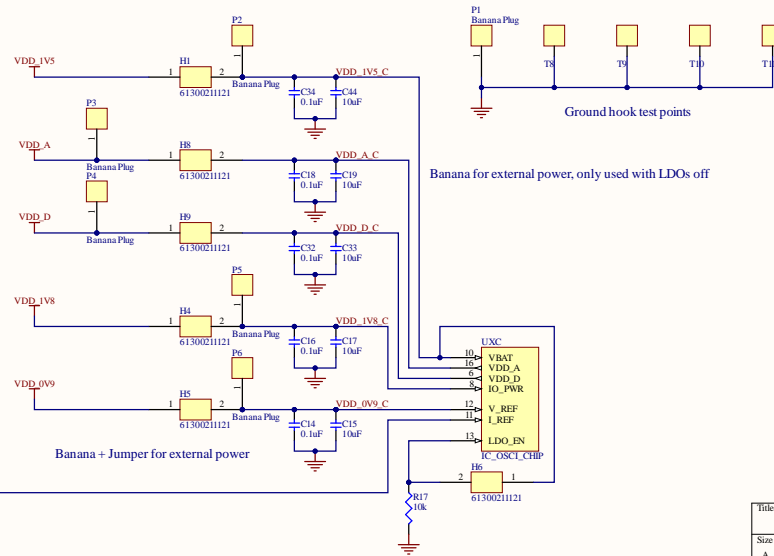 P1
Banana Plug
1
T8
T9
T10
Ground hook test points
P2
1
Banana Plug
VDD_1V5
1
H1
2
61300211121
VDD_1V5_C
C34
0.1uF
C44
10uF
P3
1
Banana Plug
VDD_A
1
H8
2
61300211121
VDD_A_C
C18
0.1uF
C19
10uF
Banana for external power, only used with LDOs off
P4
1
Banana Plug
VDD_D
1
H9
2
61300211121
VDD_D_C
C32
0.1uF
C33
10uF
P5
1
Banana Plug
VDD_1V8
1
H4
2
61300211121
VDD_1V8_C
C16
0.1uF
C17
10uF
P6
1
Banana Plug
VDD_0V9
1
H5
2
61300211121
VDD_0V9_C
C14
0.1uF
C15
10uF
Banana + Jumper for external power
UXC
10 VBAT
16 VDD_A
6 VDD_D
8 IO_PWR
12 V_REF
11 I_REF
13 LDO_EN
IC_OSCI_CHIP
2
H6
1
61300211121
R17
10k
Title
Size
A